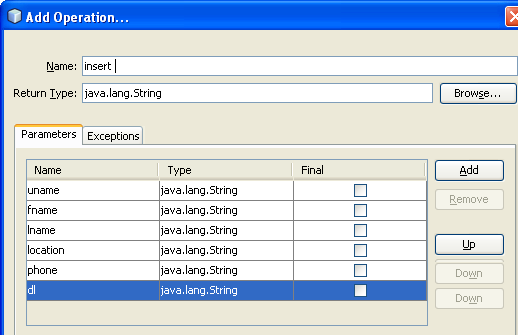 Add Operation...
Name: insert
Return Type: java.lang.String Browse...
Parameters Exceptions
Name Type Final
uname java.lang.String
fname java.lang.String
lname java.lang.String
location java.lang.String
phone java.lang.String
dl java.lang.String
Add
Remove
Up
Down
Down